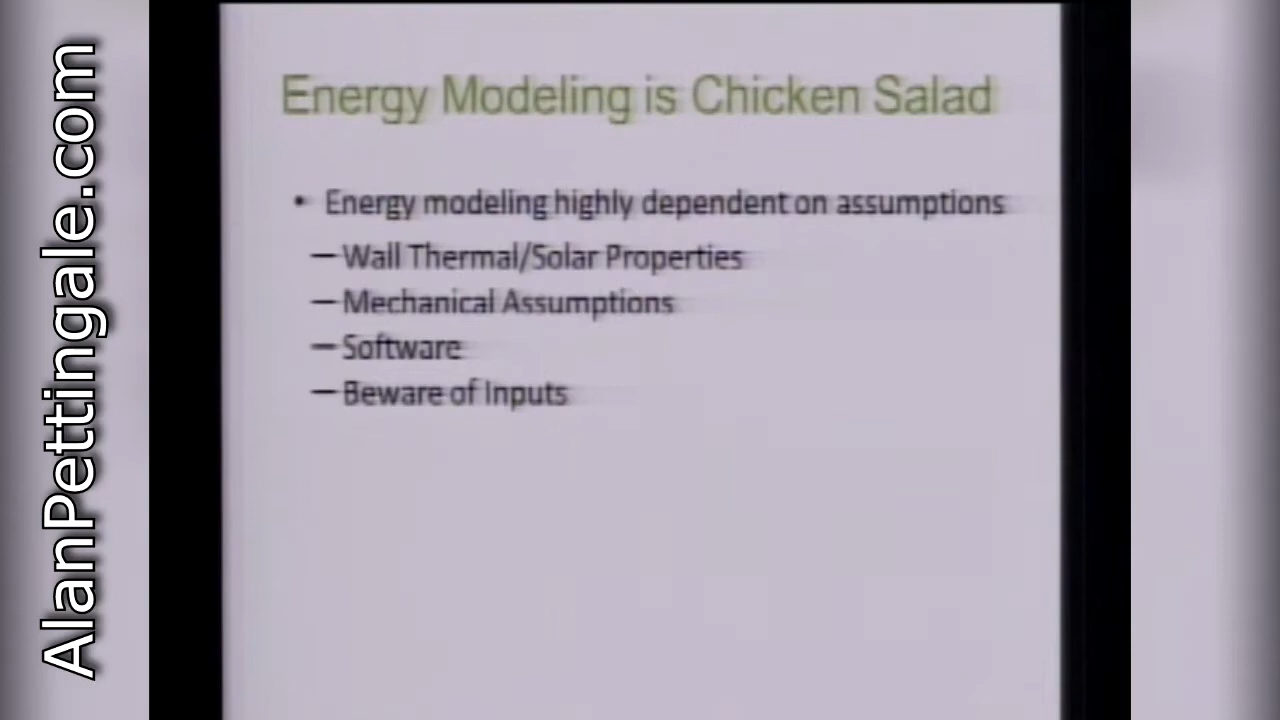 Energy Modeling is Chicken Salad
• Energy modeling highly dependent on assumptions
— Wall Thermal/Solar Properties
— Mechanical Assumptions
— Software
— Beware of Inputs
AlanPettingale.com